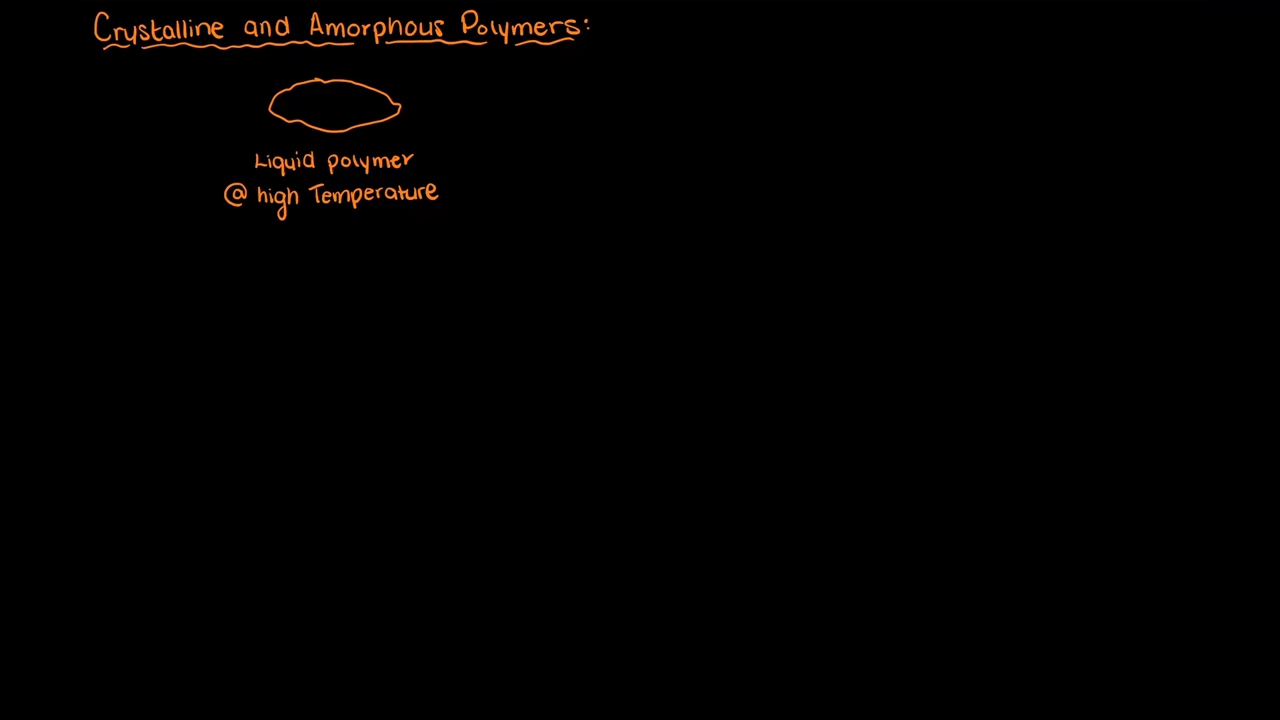 Crystalline and Amorphous Polymers:
Liquid polymer
@ high Temperature